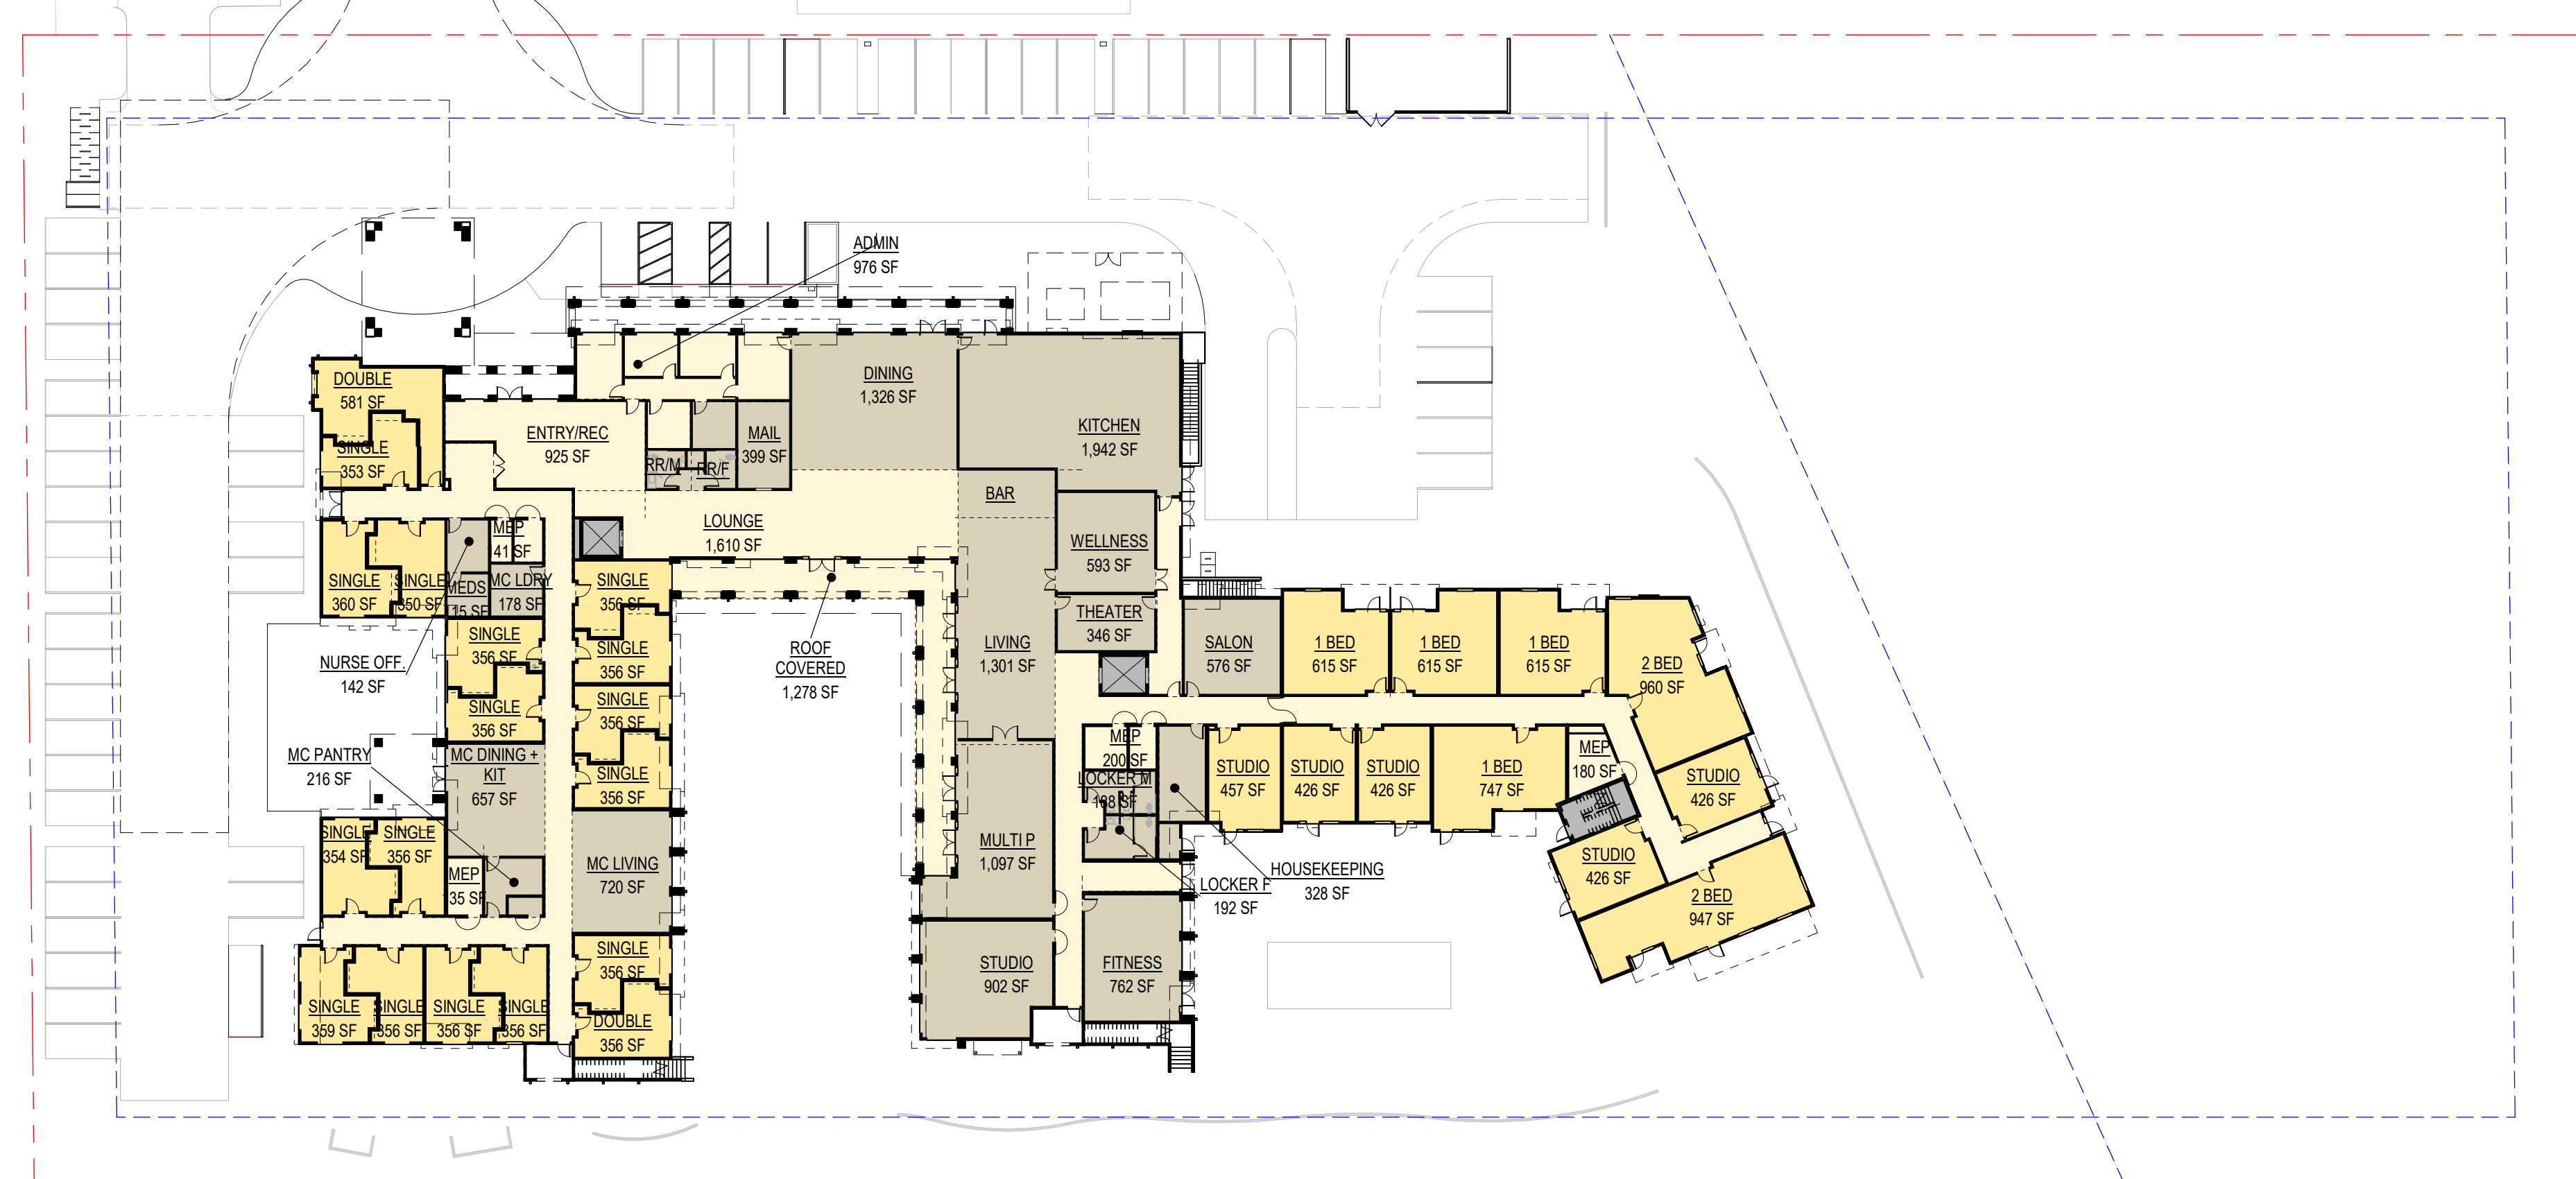 ADMIN
976 SF
DOUBLE
581 SF
SINGLE
353 SF
ENTRY/REC
925 SF
RR/M
RR/F
MAIL
399 SF
DINING
1,326 SF
KITCHEN
1,942 SF
BAR
LOUNGE
1,610 SF
WELLNESS
593 SF
THEATER
346 SF
LIVING
1,301 SF
MEP
41 SF
SINGLE
360 SF
SINGLE
350 SF
MEDS
MC LDRY
178 SF
SINGLE
356 SF
SINGLE
356 SF
SINGLE
356 SF
SINGLE
356 SF
SINGLE
356 SF
SINGLE
356 SF
NURSE OFF.
142 SF
ROOF
COVERED
1,278 SF
MC PANTRY
216 SF
MC DINING +
KIT
657 SF
SINGLE
354 SF
SINGLE
356 SF
MEP
35 SF
MC LIVING
720 SF
SINGLE
359 SF
SINGLE
356 SF
SINGLE
356 SF
SINGLE
356 SF
SINGLE
356 SF
DOUBLE
356 SF
SALON
576 SF
1 BED
615 SF
1 BED
615 SF
1 BED
615 SF
2 BED
960 SF
MEP
200 SF
LOCKER M
188 SF
STUDIO
457 SF
STUDIO
426 SF
STUDIO
426 SF
1 BED
747 SF
MEP
180 SF
STUDIO
426 SF
STUDIO
426 SF
2 BED
947 SF
MULTI P
1,097 SF
HOUSEKEEPING
328 SF
LOCKER F
192 SF
STUDIO
902 SF
FITNESS
762 SF